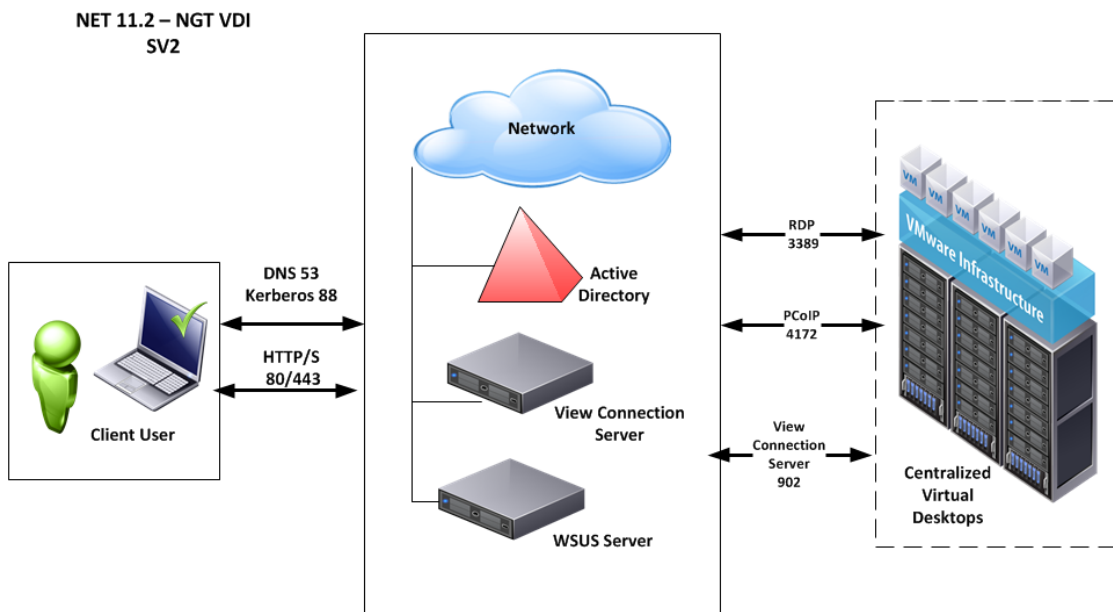 NET 11.2 – NGT VDI
SV2
Network
Active
Directory
View Connection
Server
WSUS Server
DNS 53
Kerberos 88
HTTP/S
80/443
Client User
RDP
3389
PCoIP
4172
View
Connection
Server
902
VM
VM
VM
VM
VM
VM
VMware Infrastructure
Centralized
Virtual
Desktops